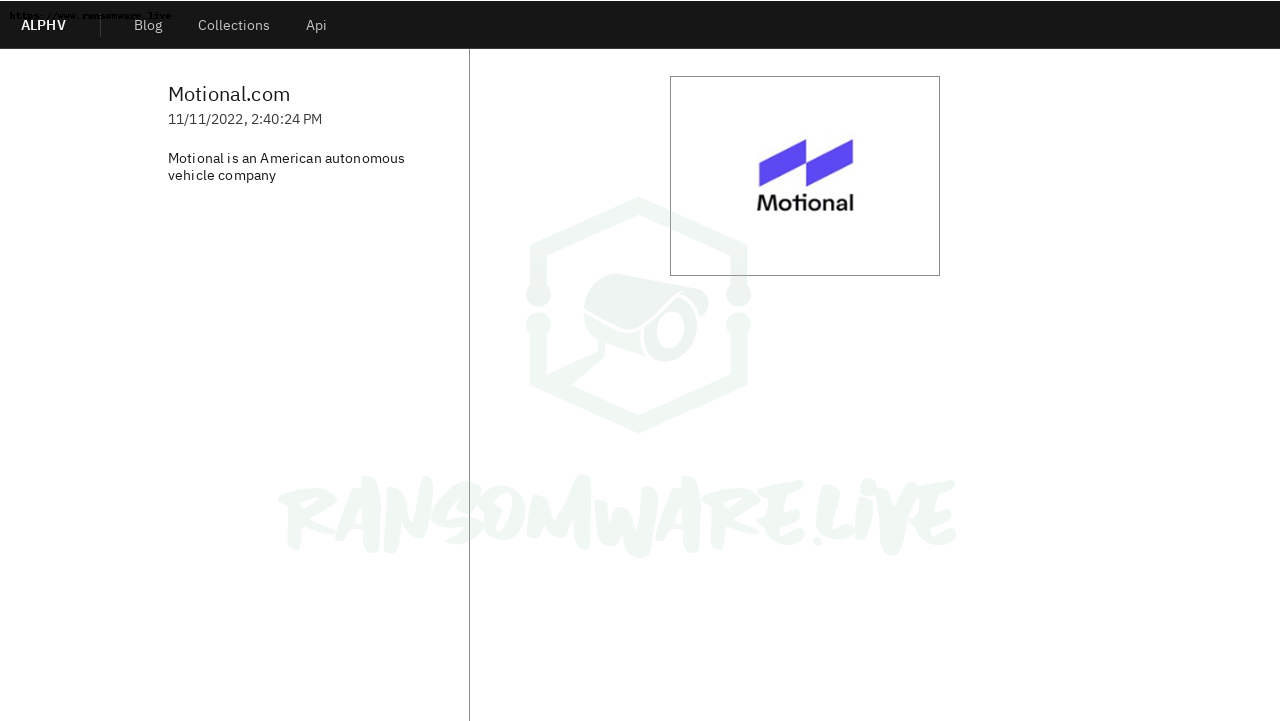 https://www.ransomware.live
ALPHV
Blog
Collections
Api
Motional.com
11/11/2022, 2:40:24 PM
Motional is an American autonomous
vehicle company
Motional
RANSOMWARE.LIVE